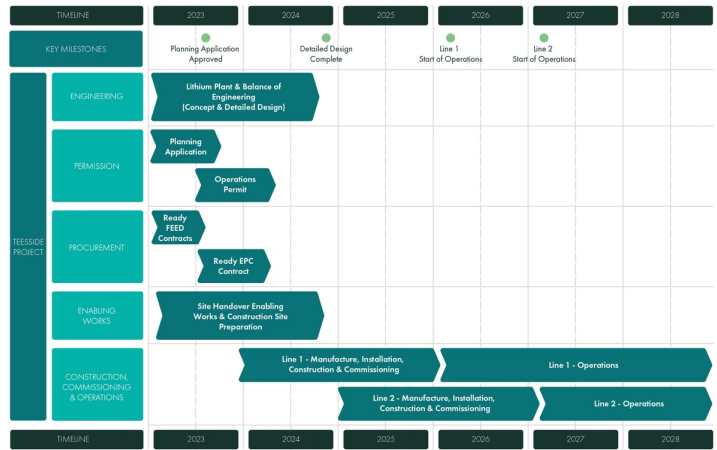 TIMELINE
2023
2024
2025
2026
2027
2028
KEY MILESTONES
Planning Application
Approved
Detailed Design
Complete
Line 1
Start of Operations
Line 2
Start of Operations
TEESSIDE
PROJECT
ENGINEERING
Lithium Plant & Balance of
Engineering
(Concept & Detailed Design)
PERMISSION
Planning
Application
Operations
Permit
PROCUREMENT
Ready
FEED
Contracts
Ready EPC
Contract
ENABLING
WORKS
Site Handover Enabling
Works & Construction Site
Preparation
CONSTRUCTION,
COMMISSIONING
& OPERATIONS
Line 1 - Manufacture, Installation,
Construction & Commissioning
Line 1 - Operations
Line 2 - Manufacture, Installation,
Construction & Commissioning
Line 2 - Operations
TIMELINE
2023
2024
2025
2026
2027
2028